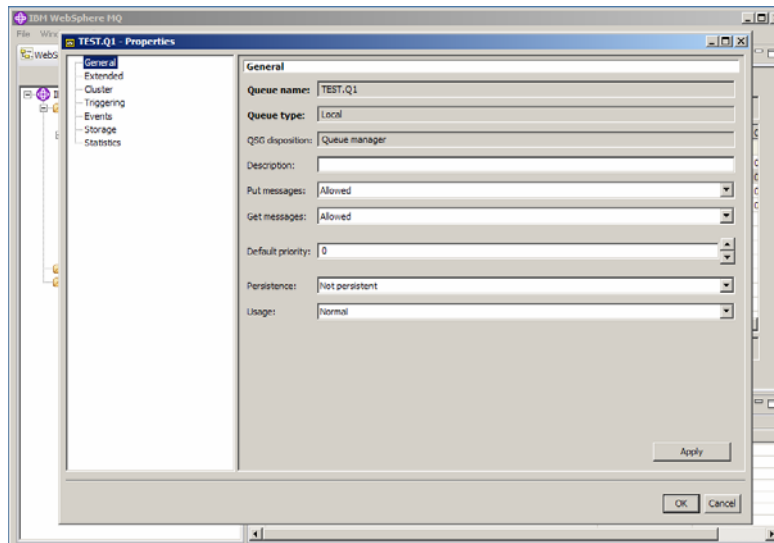 IBM WebSphere MQ
File
TEST.Q1 - Properties
WebS
General
Extended
Cluster
Triggering
Events
Storage
Statistics
General
Queue name: TEST.Q1
Queue type: Local
QSG disposition: Queue manager
Description:
Put messages: Allowed
Get messages: Allowed
Default priority: 0
Persistence: Not persistent
Usage: Normal
Apply
OK Cancel